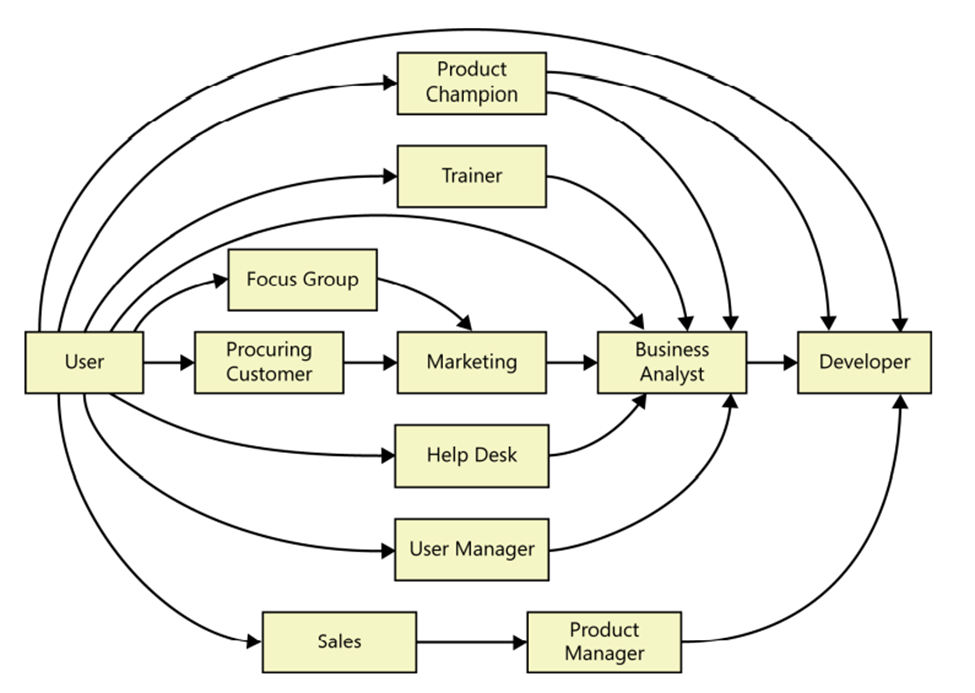 Product
Champion
Trainer
Focus Group
User
Procuring
Customer
Marketing
Business
Analyst
Developer
Help Desk
User Manager
Sales
Product
Manager